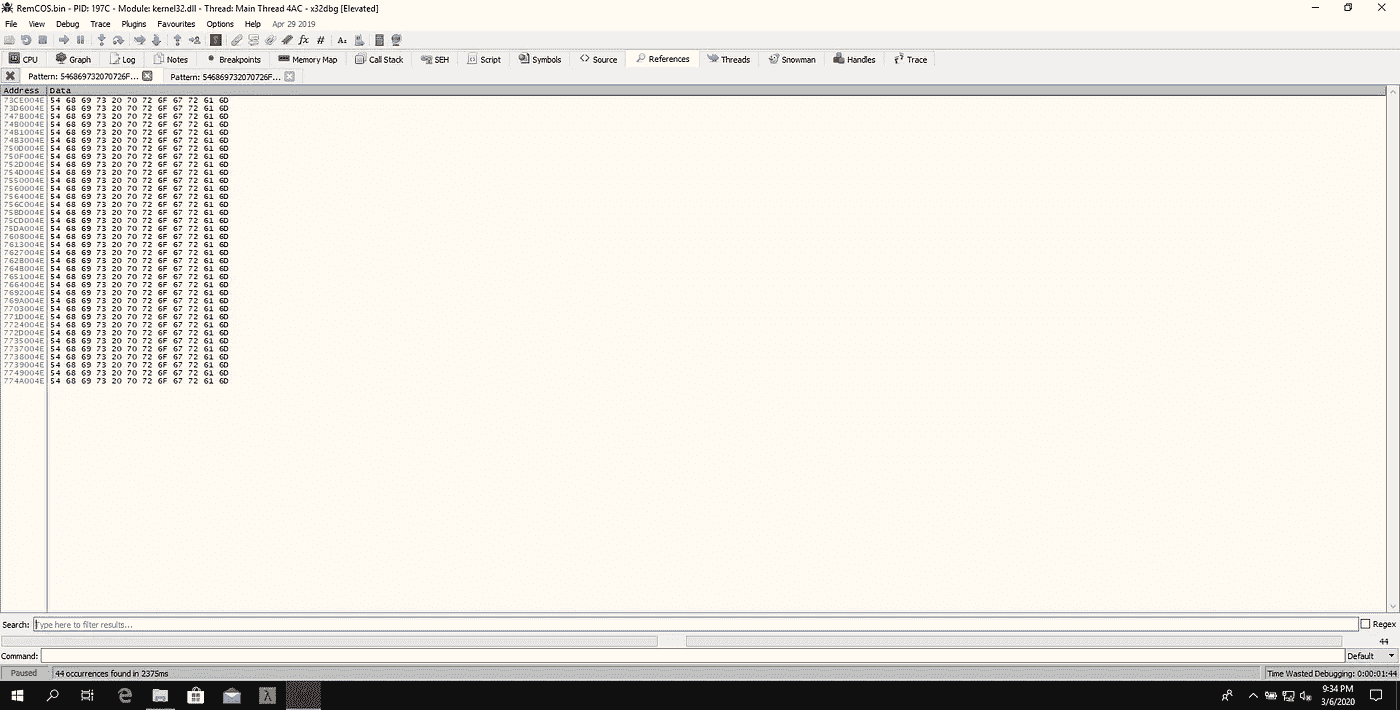 RemCOS.bin - PID: 197C - Module: kernel32.dll - Thread: Main Thread 4AC - x32dbg [Elevated]
File View Debug Trace Plugins Favourites Options Help Apr 29 2019
CPU Graph Log Notes Breakpoints Memory Map Call Stack SEH Script Symbols Source References Threads Snowman Handles Trace
Pattern: 546869732070726F... Pattern: 546869732070726F...
Address Data
73CE004E 54 68 69 73 20 70 72 6F 67 72 61 6D
73D6004E 54 68 69 73 20 70 72 6F 67 72 61 6D
747B004E 54 68 69 73 20 70 72 6F 67 72 61 6D
7480004E 54 68 69 73 20 70 72 6F 67 72 61 6D
7481004E 54 68 69 73 20 70 72 6F 67 72 61 6D
7483004E 54 68 69 73 20 70 72 6F 67 72 61 6D
750D004E 54 68 69 73 20 70 72 6F 67 72 61 6D
750F004E 54 68 69 73 20 70 72 6F 67 72 61 6D
752D004E 54 68 69 73 20 70 72 6F 67 72 61 6D
754D004E 54 68 69 73 20 70 72 6F 67 72 61 6D
7550004E 54 68 69 73 20 70 72 6F 67 72 61 6D
7560004E 54 68 69 73 20 70 72 6F 67 72 61 6D
7564004E 54 68 69 73 20 70 72 6F 67 72 61 6D
756C004E 54 68 69 73 20 70 72 6F 67 72 61 6D
758D004E 54 68 69 73 20 70 72 6F 67 72 61 6D
75CD004E 54 68 69 73 20 70 72 6F 67 72 61 6D
75DA004E 54 68 69 73 20 70 72 6F 67 72 61 6D
7608004E 54 68 69 73 20 70 72 6F 67 72 61 6D
7613004E 54 68 69 73 20 70 72 6F 67 72 61 6D
7627004E 54 68 69 73 20 70 72 6F 67 72 61 6D
762B004E 54 68 69 73 20 70 72 6F 67 72 61 6D
764B004E 54 68 69 73 20 70 72 6F 67 72 61 6D
7651004E 54 68 69 73 20 70 72 6F 67 72 61 6D
7664004E 54 68 69 73 20 70 72 6F 67 72 61 6D
7692004E 54 68 69 73 20 70 72 6F 67 72 61 6D
769A004E 54 68 69 73 20 70 72 6F 67 72 61 6D
7703004E 54 68 69 73 20 70 72 6F 67 72 61 6D
771D004E 54 68 69 73 20 70 72 6F 67 72 61 6D
7724004E 54 68 69 73 20 70 72 6F 67 72 61 6D
772D004E 54 68 69 73 20 70 72 6F 67 72 61 6D
7735004E 54 68 69 73 20 70 72 6F 67 72 61 6D
7737004E 54 68 69 73 20 70 72 6F 67 72 61 6D
7738004E 54 68 69 73 20 70 72 6F 67 72 61 6D
7739004E 54 68 69 73 20 70 72 6F 67 72 61 6D
7749004E 54 68 69 73 20 70 72 6F 67 72 61 6D
774A004E 54 68 69 73 20 70 72 6F 67 72 61 6D
Search: Type here to filter results... Regex
44
Command: Default
Paused 44 occurrences found in 2375ms Time Wasted Debugging: 0:00:01:44
9:34 PM
3/6/2020